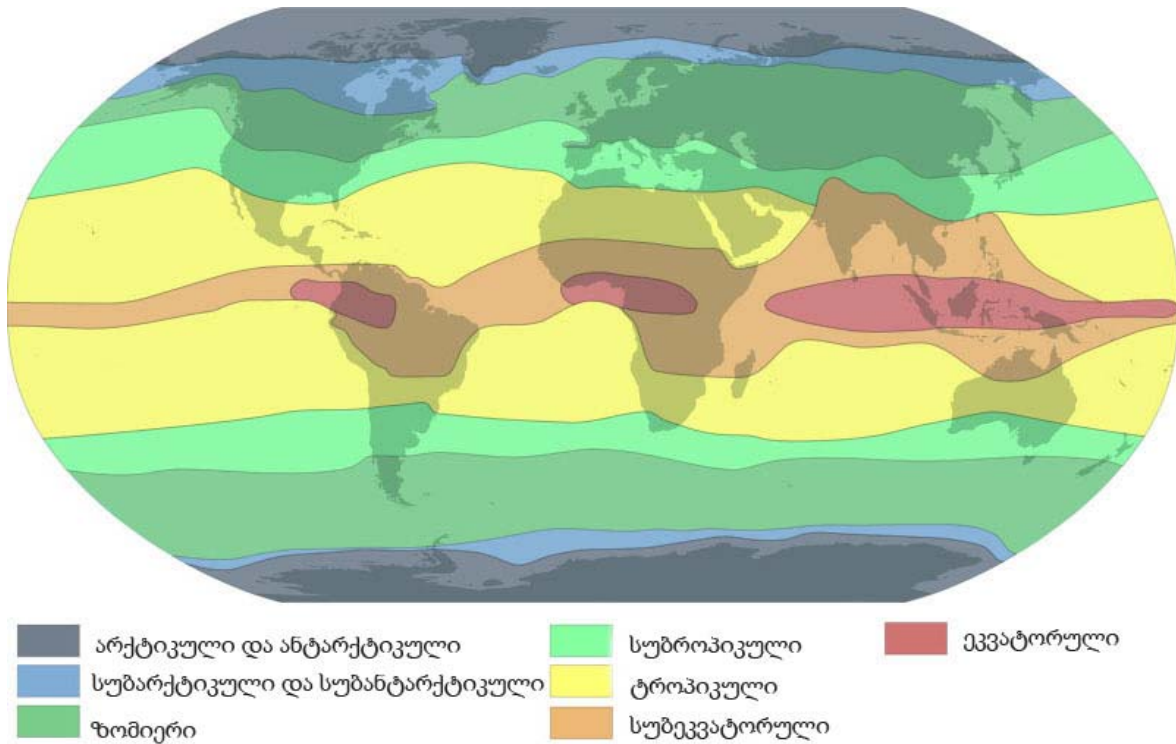 არქტიკული და ანტარქტიკული
სუბარქტიკული და სუბანტარქტიკული
ზომიერი
სუბროპიკული
ტროპიკული
სუბეკვატორული
ეკვატორული